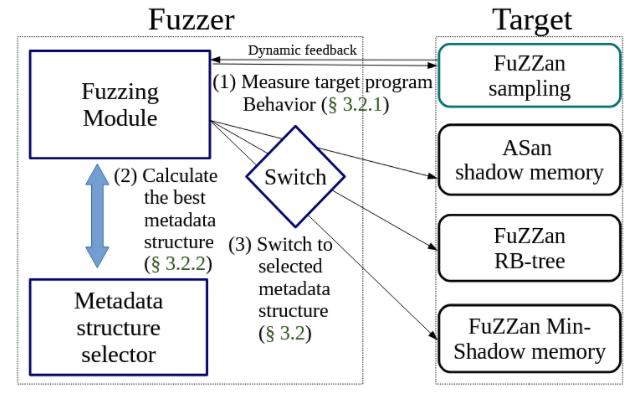 Fuzzer
Target
Dynamic feedback
Fuzzing
Module
(1) Measure target program
Behavior (§ 3.2.1)
FuZZan
sampling
(2) Calculate
the best
metadata
structure
(§ 3.2.2)
Switch
ASan
shadow memory
(3) Switch to
selected
metadata
structure
(§ 3.2)
FuZZan
RB-tree
Metadata
structure
selector
FuZZan Min-
Shadow memory